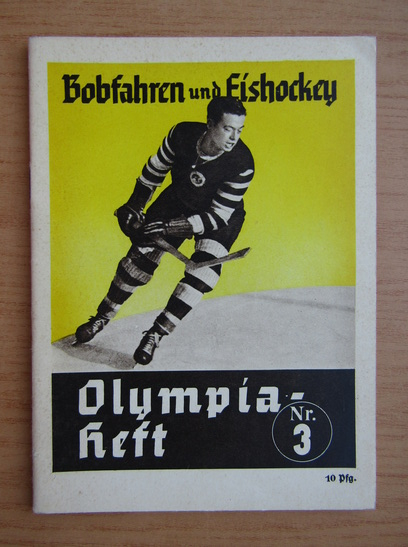 Bobfahren und Eishockey
Olympia-
Heft
Nr.
3
10 Pfg.